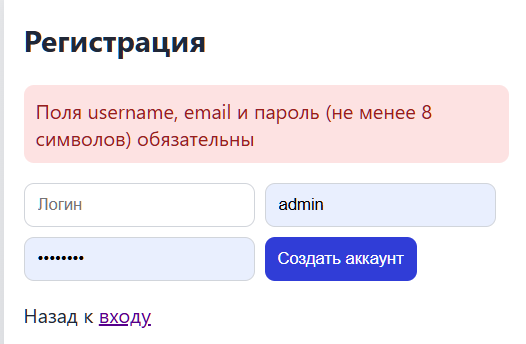 Регистрация
Поля username, email и пароль (не менее 8
символов) обязательны
Логин
admin
••••••••
Создать аккаунт
Назад к входу